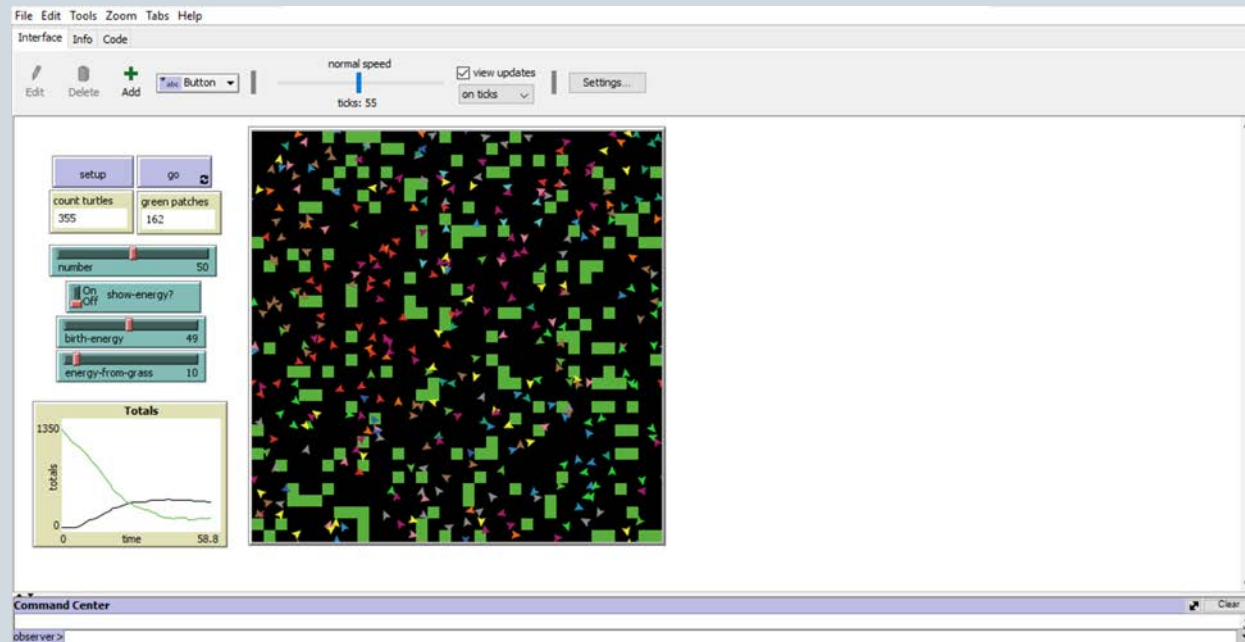 File Edit Tools Zoom Tabs Help
Interface Info Code
normal speed
Edit Delete Add abc Button view updates Settings...
ticks: 55 on ticks
setup go
count turtles green patches
355 162
number 50
On Off show-energy?
birth-energy 49
energy-from-grass 10
Totals
1350
totals
0
0 time 58.8
Command Center Clear
observer>